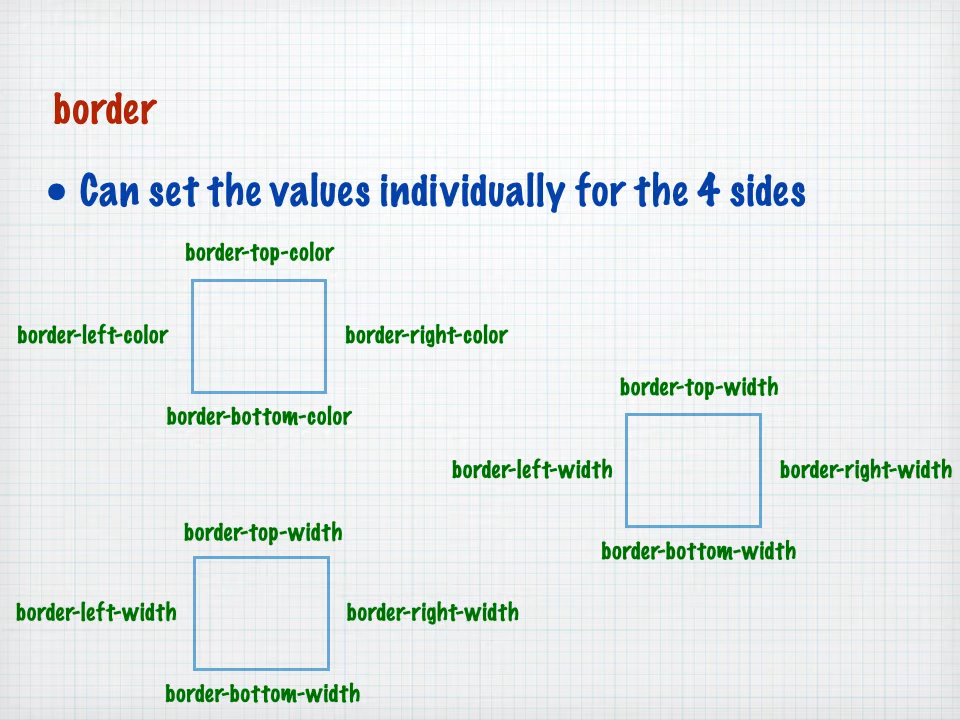 border
• Can set the values individually for the 4 sides
border-top-color
border-left-color
border-right-color
border-bottom-color
border-top-width
border-left-width
border-right-width
border-bottom-width
border-top-width
border-left-width
border-right-width
border-bottom-width